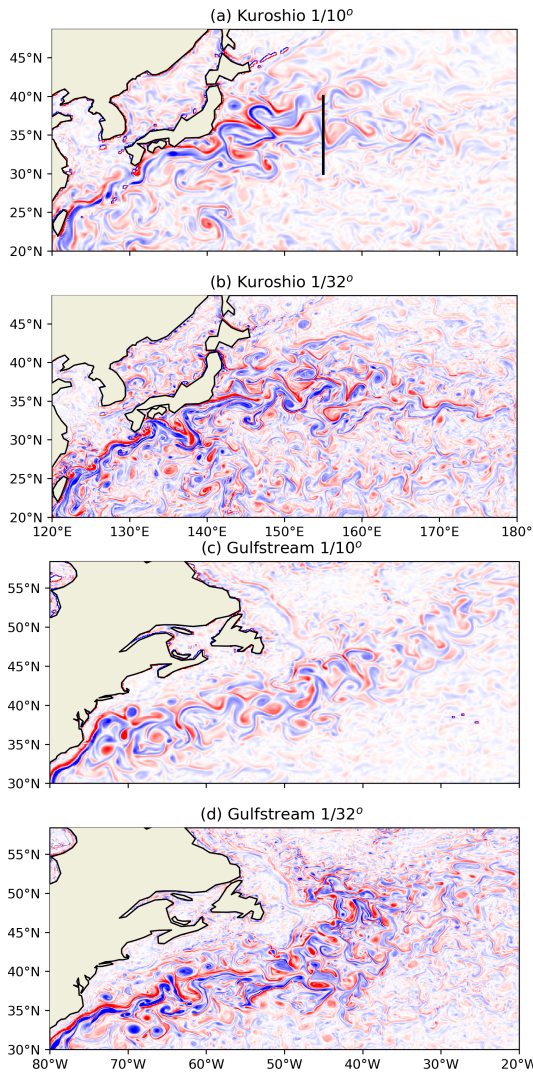 (a) Kuroshio 1/10°
45°N
40°N
35°N
30°N
25°N
20°N
(b) Kuroshio 1/32°
45°N
40°N
35°N
30°N
25°N
20°N
120°E 130°E 140°E 150°E 160°E 170°E 180°
(c) Gulfstream 1/10°
55°N
50°N
45°N
40°N
35°N
30°N
(d) Gulfstream 1/32°
55°N
50°N
45°N
40°N
35°N
30°N
80°W 70°W 60°W 50°W 40°W 30°W 20°W